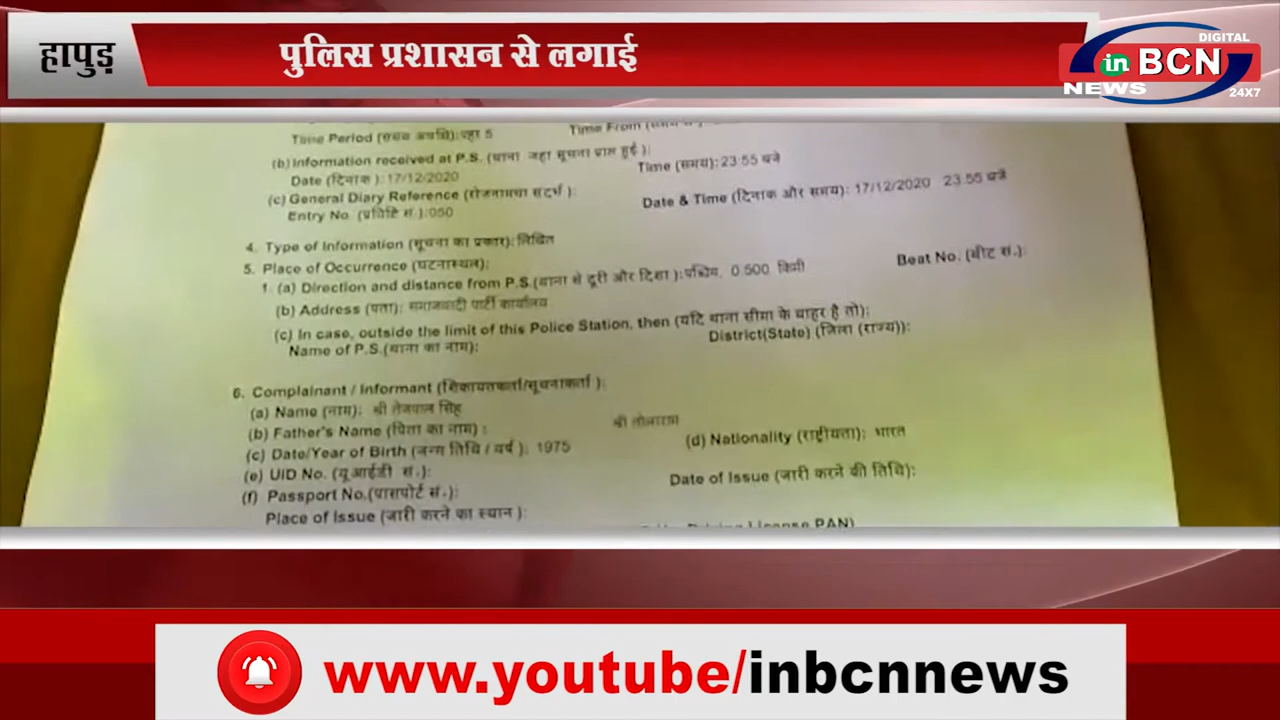 हापुड़
पुलिस प्रशासन से लगाई
DIGITAL
in BCN
NEWS
24X7
Time Period (समय अवधि): पहर 5
Time From
(b) Information received at P.S. (थाना जहा सूचना प्राप्त हुई ):
Date (दिनांक ): 17/12/2020
Time (समय): 23:55 बजे
(c) General Diary Reference (रोजनामचा संदर्भ ):
Entry No. (प्रविष्टि सं.): 050
Date & Time (दिनांक और समय): 17/12/2020 23:55 बजे
4. Type of Information (सूचना का प्रकार): लिखित
5. Place of Occurrence (घटनास्थल):
1. (a) Direction and distance from P.S. (थाना से दूरी और दिशा ): पश्चिम, 0.500 किमी
Beat No. (बीट सं.):
(b) Address (पता): समाजवादी पार्टी कार्यालय
(c) In case, outside the limit of this Police Station, then (यदि थाना सीमा के बाहर है तो):
Name of P.S. (थाना का नाम):
District(State) (जिला (राज्य)):
6. Complainant / Informant (शिकायतकर्ता/सूचनाकर्ता ):
(a) Name (नाम): श्री तेजपाल सिंह
(b) Father's Name (पिता का नाम) : श्री तोलाराम
(c) Date/Year of Birth (जन्म तिथि / वर्ष ): 1975
(d) Nationality (राष्ट्रीयता): भारत
(e) UID No. (यूआईडी सं.):
(f) Passport No.(पासपोर्ट सं.):
Date of Issue (जारी करने की तिथि):
Place of Issue (जारी करने का स्थान ):
Driving License, PAN)
www.youtube/inbcnnews